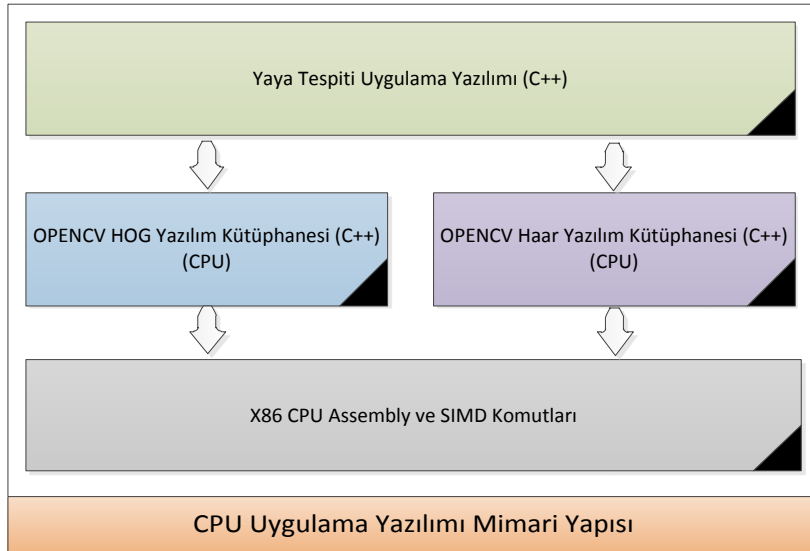 Yaya Tespiti Uygulama Yazılımı (C++)
OPENCV HOG Yazılım Kütüphanesi (C++)
(CPU)
OPENCV Haar Yazılım Kütüphanesi (C++)
(CPU)
X86 CPU Assembly ve SIMD Komutları
CPU Uygulama Yazılımı Mimari Yapısı